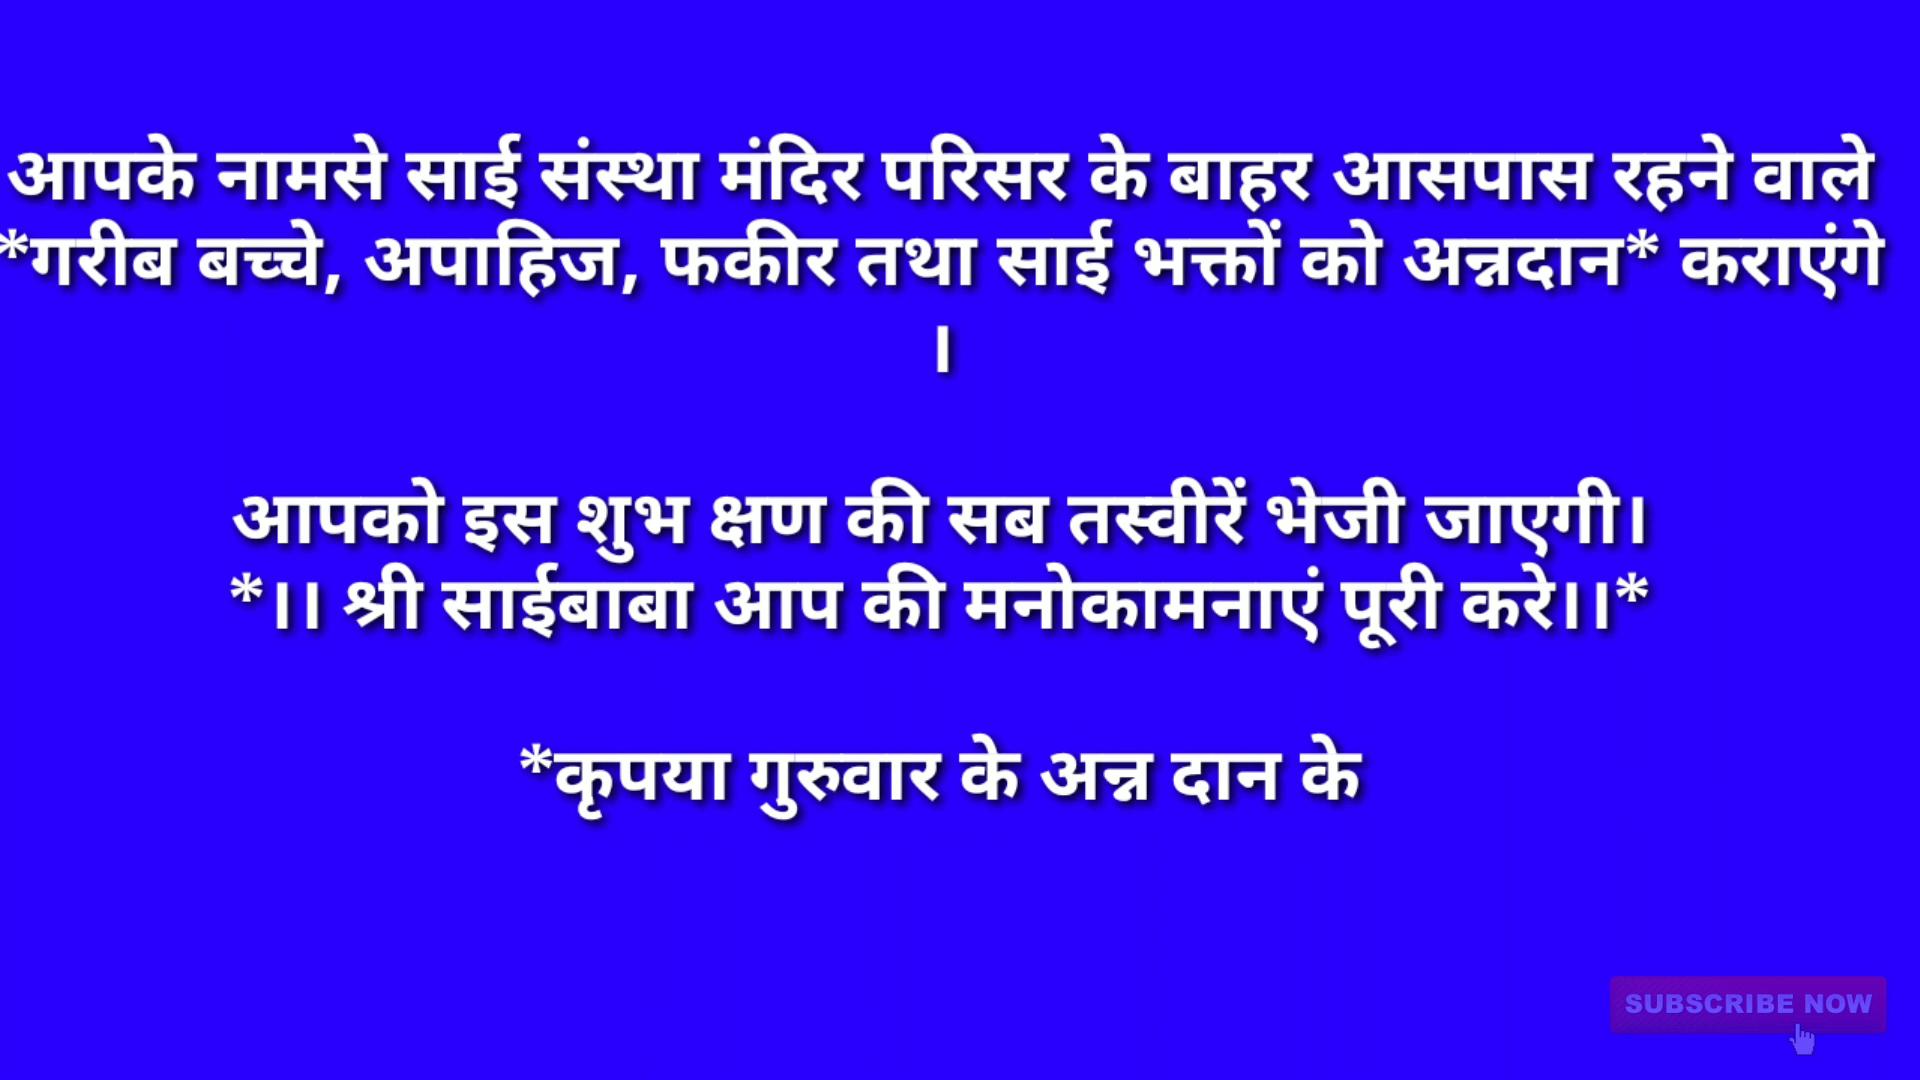 आपके नामसे साई संस्था मंदिर परिसर के बाहर आसपास रहने वाले
*गरीब बच्चे, अपाहिज, फकीर तथा साई भक्तों को अन्नदान* कराएंगे
।
आपको इस शुभ क्षण की सब तस्वीरें भेजी जाएगी।
*।। श्री साईबाबा आप की मनोकामनाएं पूरी करे।।*
*कृपया गुरुवार के अन्न दान के
SUBSCRIBE NOW